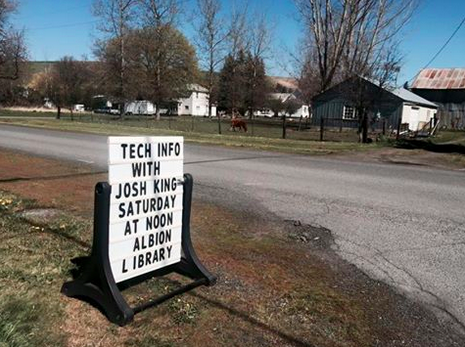 TECH INFO
WITH
JOSH KING
SATURDAY
AT NOON
ALBION
LIBRARY